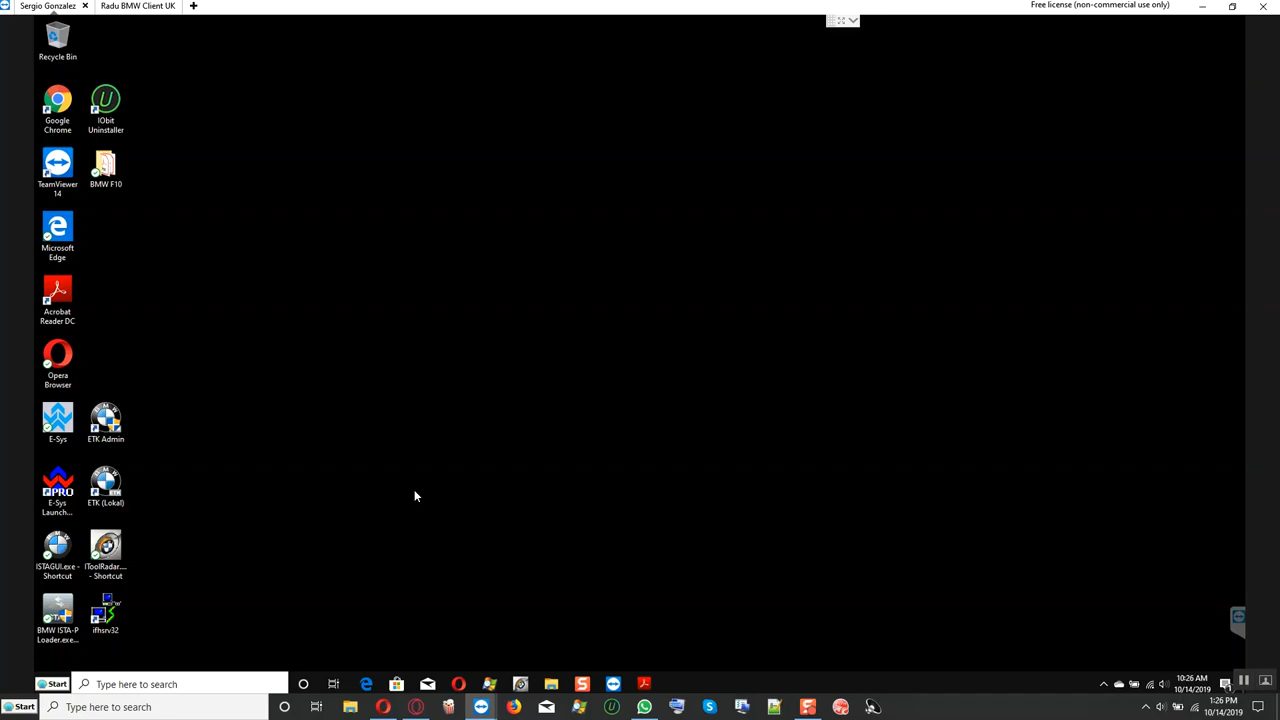 Sergio Gonzalez
Radu BMW Client UK
Free license (non-commercial use only)
Recycle Bin
Google
Chrome
IObit
Uninstaller
TeamViewer
14
BMW F10
Microsoft
Edge
Acrobat
Reader DC
Opera
Browser
E-Sys
ETK Admin
E-Sys
Launch...
ETK (Lokal)
ISTAGUI.exe -
Shortcut
IToolRadar....
- Shortcut
BMW ISTA-P
Loader.exe...
ifhsrv32
Start
Type here to search
10:26 AM
10/14/2019
Start
Type here to search
1:26 PM
10/14/2019